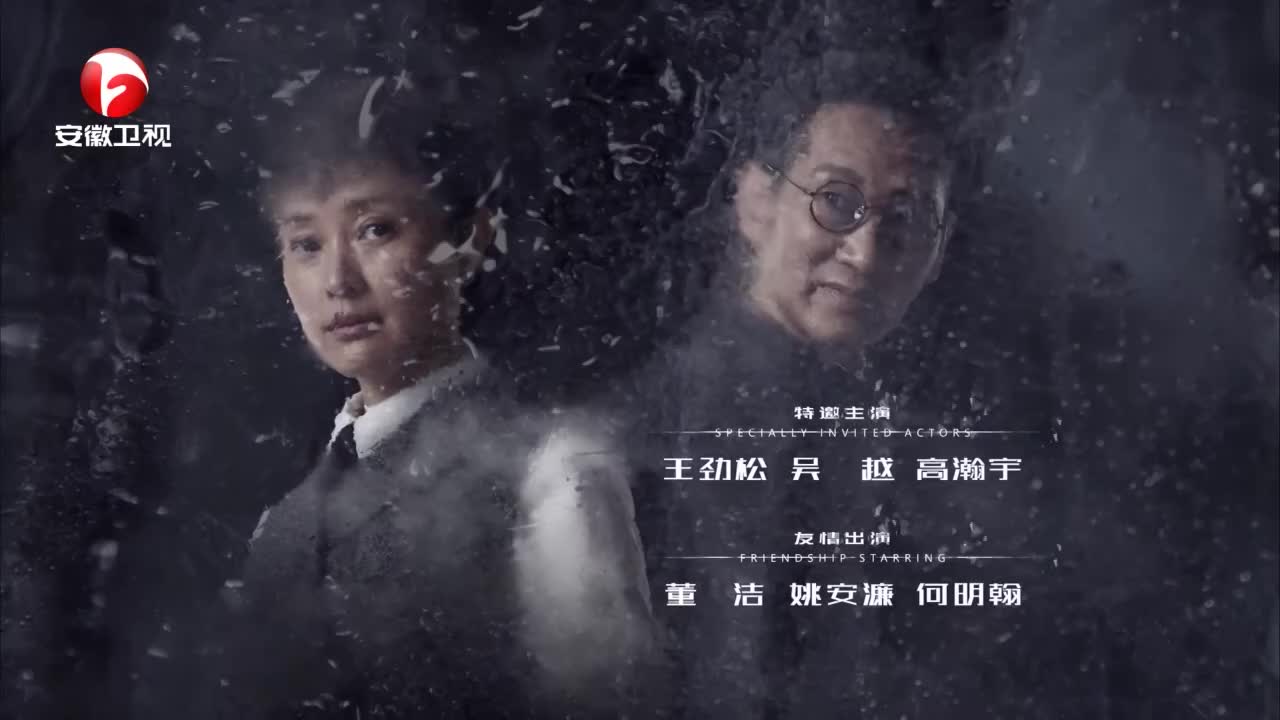 安徽卫视
特邀主演
SPECIALLY INVITED ACTORS
王劲松 吴 越 高瀚宇
友情出演
FRIENDSHIP STARRING
董 洁 姚安濂 何明翰